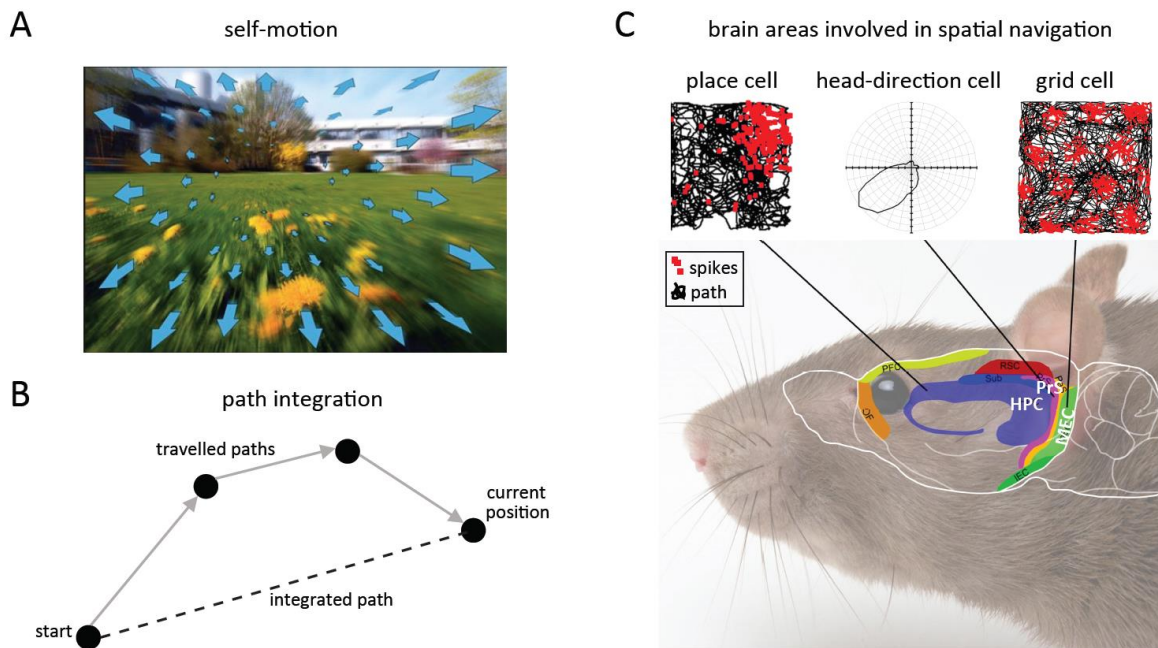 A
self-motion
B
path integration
travelled paths
current
position
integrated path
start
C
brain areas involved in spatial navigation
place cell
head-direction cell
grid cell
spikes
path
PFC
RSC
Sub
PrS
HPC
MEC
OF